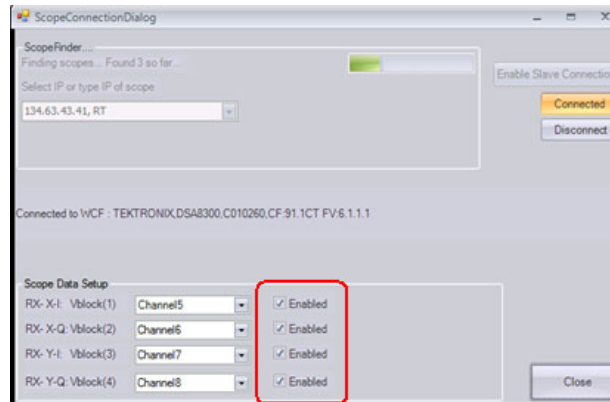 ScopeConnectionDialog
ScopeFinder....
Finding scopes... Found 3 so far...
Select IP or type IP of scope
134.63.43.41, RT
Enable Slave Connection
Connected
Disconnect
Connected to WCF : TEKTRONIX,DSA8300,C010260,CF:91.1CT FV:6.1.1.1
Scope Data Setup
RX- X-I: Vblock(1) Channel5 Enabled
RX- X-Q: Vblock(2) Channel6 Enabled
RX- Y-I: Vblock(3) Channel7 Enabled
RX- Y-Q: Vblock(4) Channel8 Enabled
Close